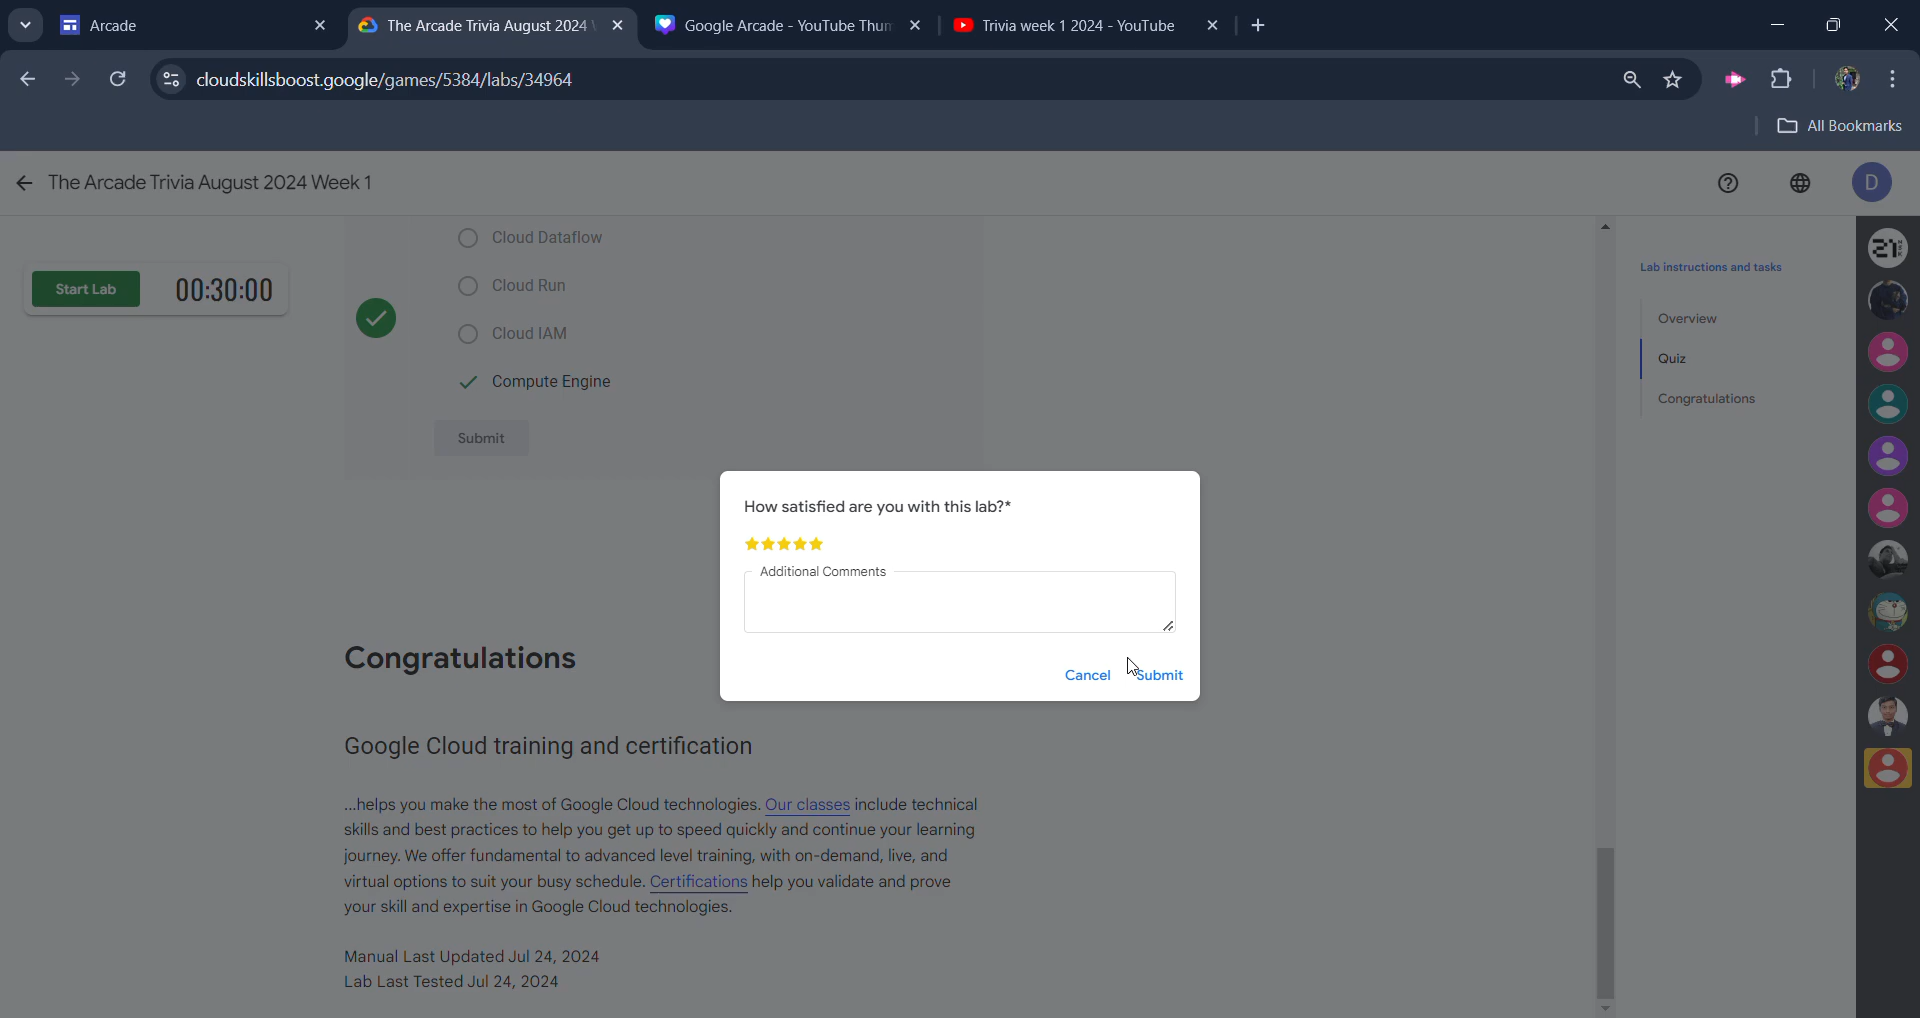 Arcade
The Arcade Trivia August 2024
Google Arcade - YouTube Thu
Trivia week 1 2024 - YouTube
cloudskillsboost.google/games/5384/labs/34964
All Bookmarks
The Arcade Trivia August 2024 Week 1
D
Start Lab
00:30:00
Cloud Dataflow
Cloud Run
Cloud IAM
Compute Engine
Submit
How satisfied are you with this lab?*
Additional Comments
Cancel
Submit
Congratulations
Google Cloud training and certification
...helps you make the most of Google Cloud technologies. Our classes include technical
skills and best practices to help you get up to speed quickly and continue your learning
journey. We offer fundamental to advanced level training, with on-demand, live, and
virtual options to suit your busy schedule. Certifications help you validate and prove
your skill and expertise in Google Cloud technologies.
Manual Last Updated Jul 24, 2024
Lab Last Tested Jul 24, 2024
Lab instructions and tasks
Overview
Quiz
Congratulations